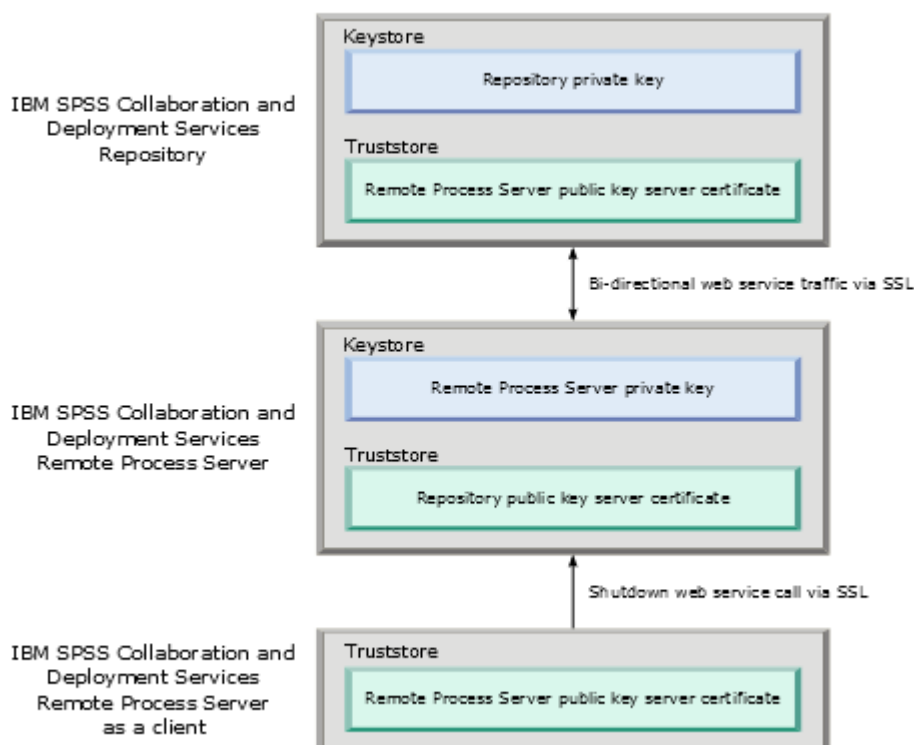 Keystore
Repository private key
IBM SPSS Collaboration and
Deployment Services
Repository
Truststore
Remote Process Server public key server certificate
Bi-directional web service traffic via SSL
Keystore
Remote Process Server private key
IBM SPSS Collaboration and
Deployment Services
Remote Process Server
Truststore
Repository public key server certificate
Shutdown web service call via SSL
IBM SPSS Collaboration and
Deployment Services
Remote Process Server
as a client
Truststore
Remote Process Server public key server certificate